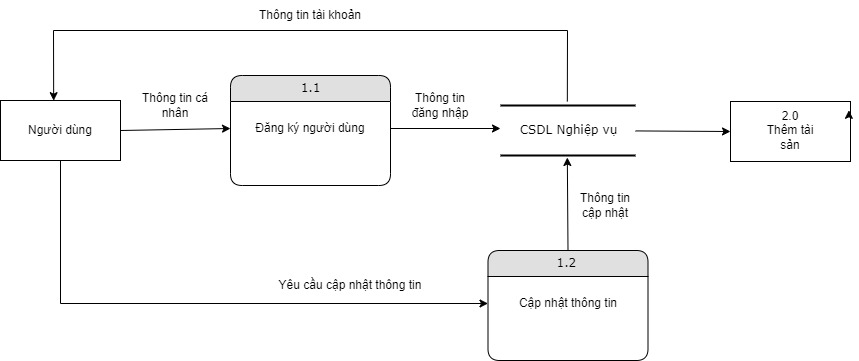 Thông tin tài khoản
1.1
Thông tin cá
nhân
Thông tin
đăng nhập
Người dùng
Đăng ký người dùng
CSDL Nghiệp vụ
2.0
Thêm tài
sản
Thông tin
cập nhật
1.2
Yêu cầu cập nhật thông tin
Cập nhật thông tin